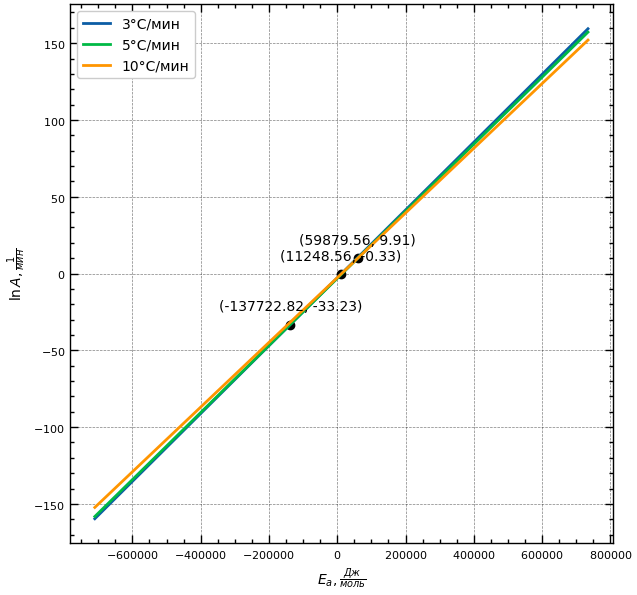 3°C/мин
5°C/мин
10°C/мин
150
100
50
0
−50
−100
−150
(59879.56, 9.91)
(11248.56, -0.33)
(-137722.82, -33.23)
ln A, 1/мин
−600000 −400000 −200000 0 200000 400000 600000 800000
Eₐ, Дж/моль